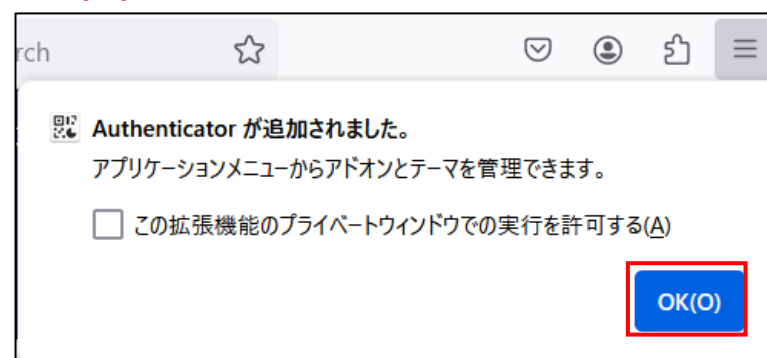 rch
Authenticator が追加されました。
アプリケーションメニューからアドオンとテーマを管理できます。
この拡張機能のプライベートウィンドウでの実行を許可する(A)
OK(O)